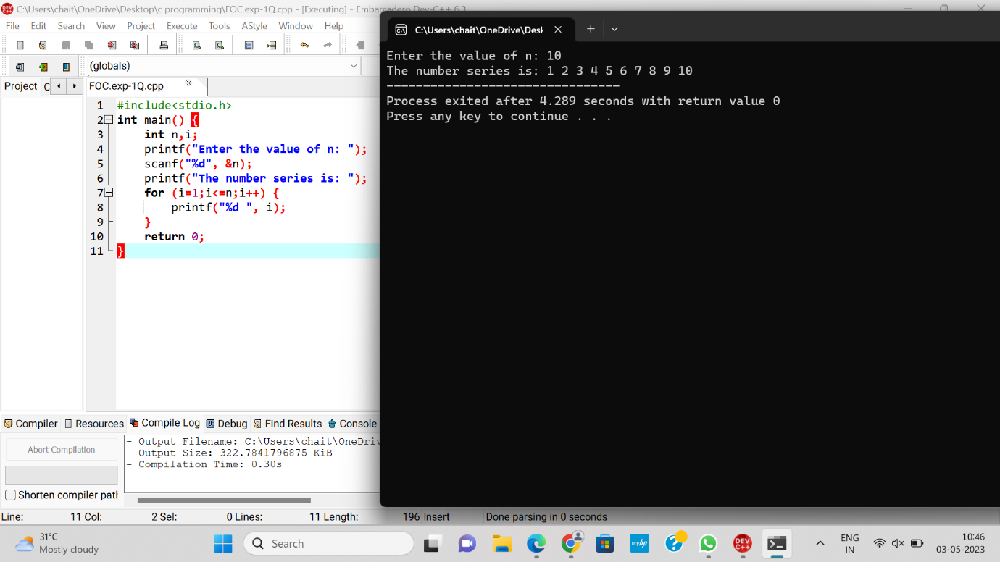 C:\Users\chait\OneDrive\Desktop\c programming\FOC.exp-1Q.cpp - [Executing] - Embarcadero Dev-C++ 6.3
File Edit Search View Project Execute Tools AStyle Window Help
(globals)
Project C FOC.exp-1Q.cpp
1 #include<stdio.h>
2 int main() {
3 int n,i;
4 printf("Enter the value of n: ");
5 scanf("%d", &n);
6 printf("The number series is: ");
7 for (i=1;i<=n;i++) {
8 printf("%d ", i);
9 }
10 return 0;
11 }
C:\Users\chait\OneDrive\Desk
Enter the value of n: 10
The number series is: 1 2 3 4 5 6 7 8 9 10
--------------------------------
Process exited after 4.289 seconds with return value 0
Press any key to continue . . .
Compiler Resources Compile Log Debug Find Results Console
Abort Compilation
Shorten compiler path
- Output Filename: C:\Users\chait\OneDriv
- Output Size: 322.7841796875 KiB
- Compilation Time: 0.30s
Line: 11 Col: 2 Sel: 0 Lines: 11 Length: 196 Insert Done parsing in 0 seconds
31°C
Mostly cloudy
Search
myhp
DEV C++
ENG
IN
10:46
03-05-2023